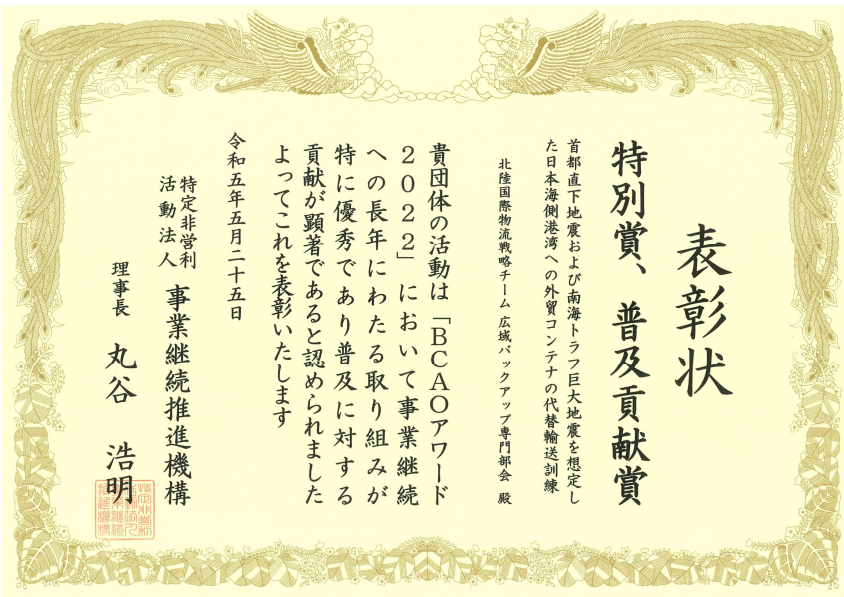 表彰状
特別賞、普及貢献賞
首都直下地震および南海トラフ巨大地震を想定し
た日本海側港湾への外貿コンテナの代替輸送訓練
北陸国際物流戦略チーム 広域バックアップ専門部会 殿
貴団体の活動は「BCAOアワード
2022」において事業継続
への長年にわたる取り組みが
特に優秀であり普及に対する
貢献が顕著であると認められました
よってこれを表彰いたします
令和五年五月二十五日
特定非営利
活動法人 事業継続推進機構
理事長 丸谷 浩明